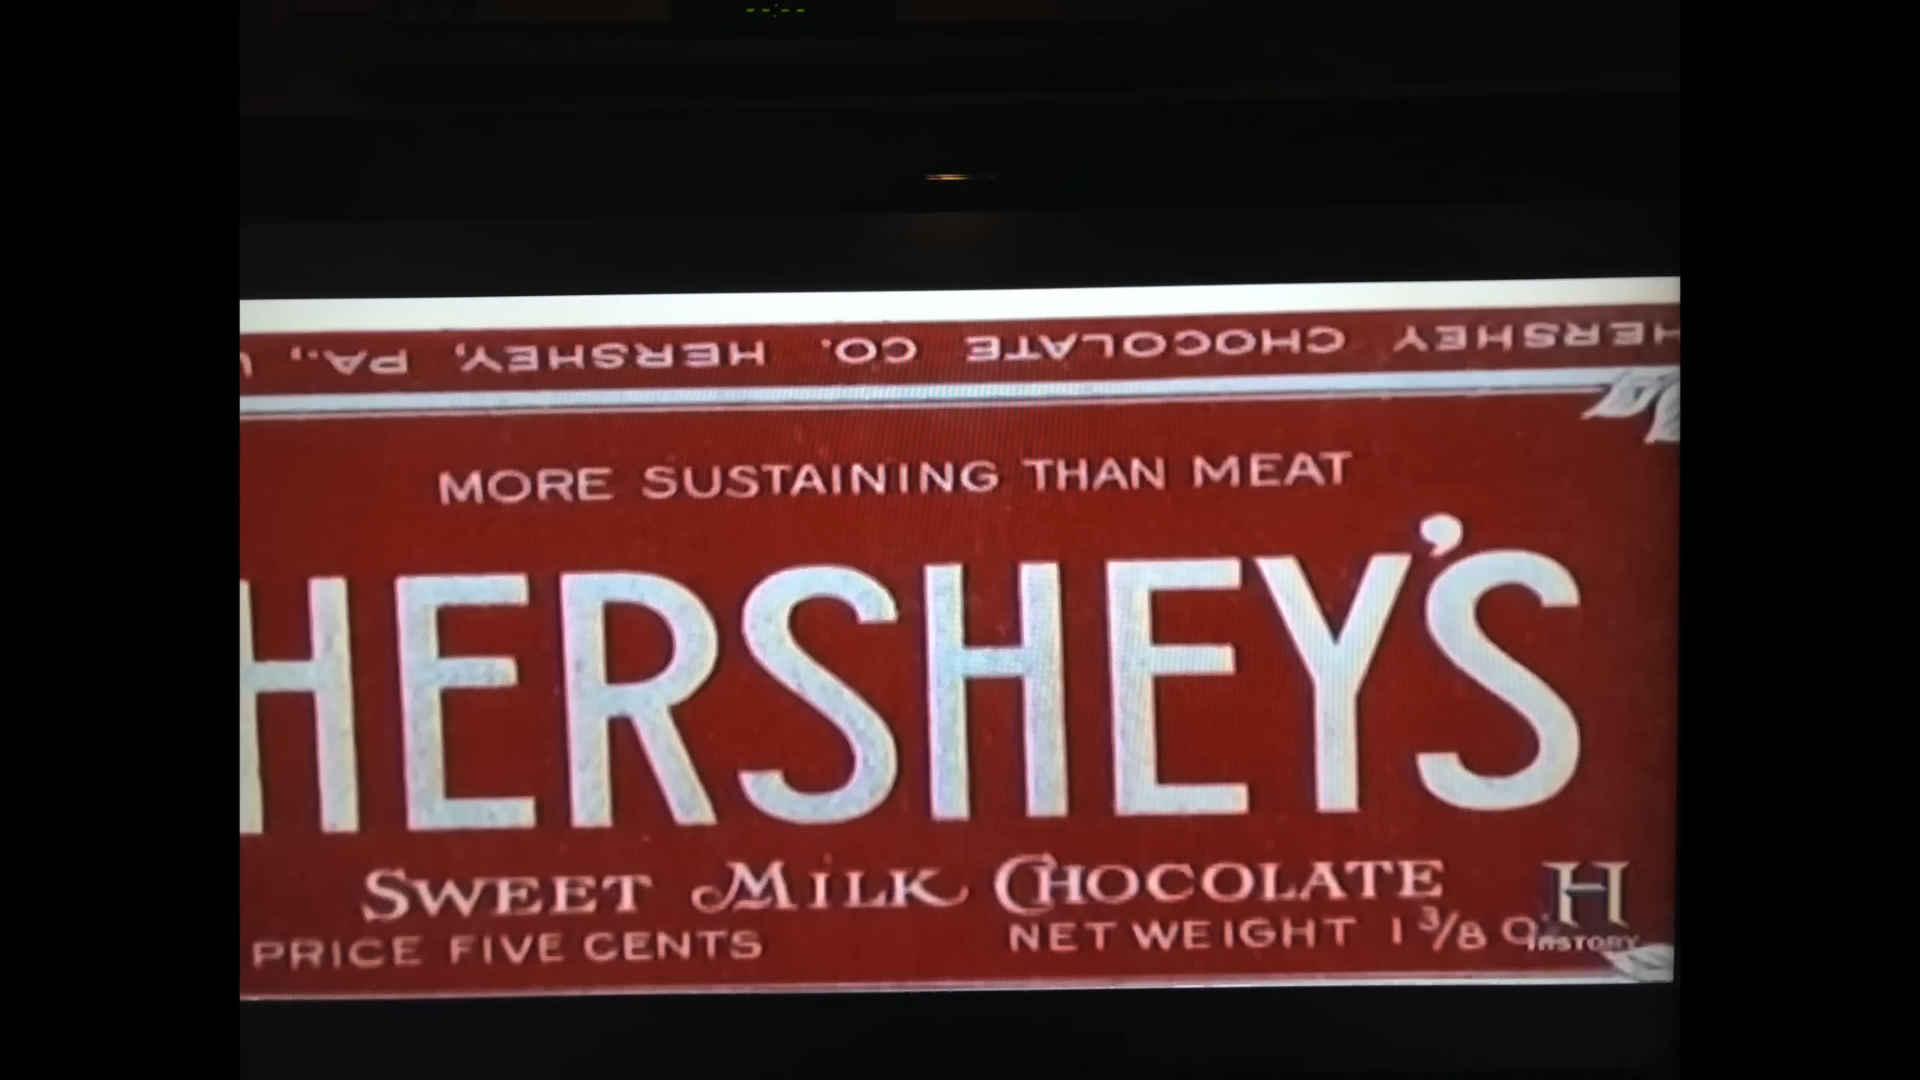 HERSHEY CHOCOLATE CO. HERSHEY, PA.,
MORE SUSTAINING THAN MEAT
HERSHEY'S
SWEET MILK CHOCOLATE
PRICE FIVE CENTS
NET WEIGHT 1 3/8
H
HISTORY
--:--